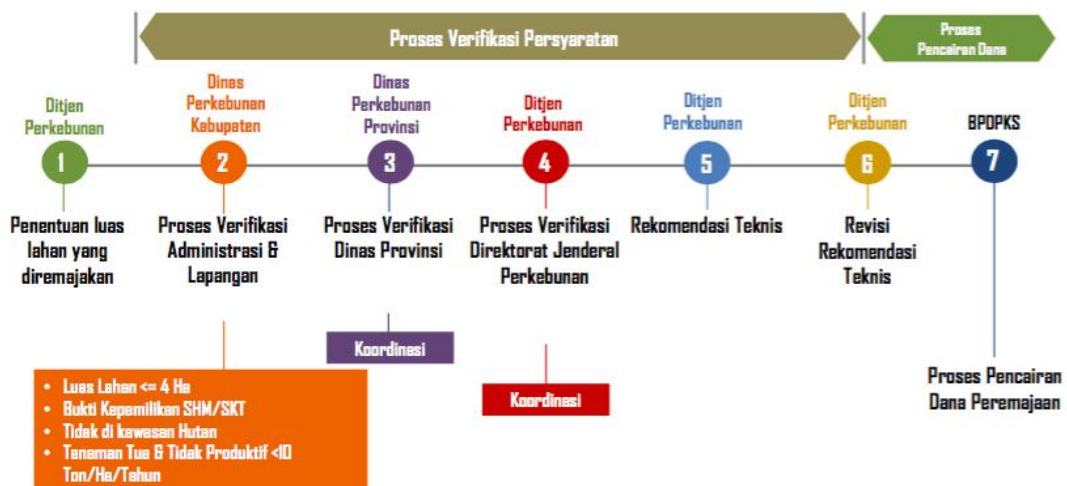 Proses Verifikasi Persyaratan
Proses
Pencairan Dana
Ditjen
Perkebunan
1
Penentuan luas
lahan yang
diremajakan
Dinas
Perkebunan
Kabupaten
2
Proses Verifikasi
Administrasi &
Lapangan
• Luas Lahan <= 4 Ha
• Bukti Kepemilikan SHM/SKT
• Tidak di kawasan Hutan
• Tanaman Tua & Tidak Produktif <10
Ton/Ha/Tahun
Dinas
Perkebunan
Provinsi
3
Proses Verifikasi
Dinas Provinsi
Koordinasi
Ditjen
Perkebunan
4
Proses Verifikasi
Direktorat Jenderal
Perkebunan
Koordinasi
Ditjen
Perkebunan
5
Rekomendasi Teknis
Ditjen
Perkebunan
6
Revisi
Rekomendasi
Teknis
BPDPKS
7
Proses Pencairan
Dana Peremajaan